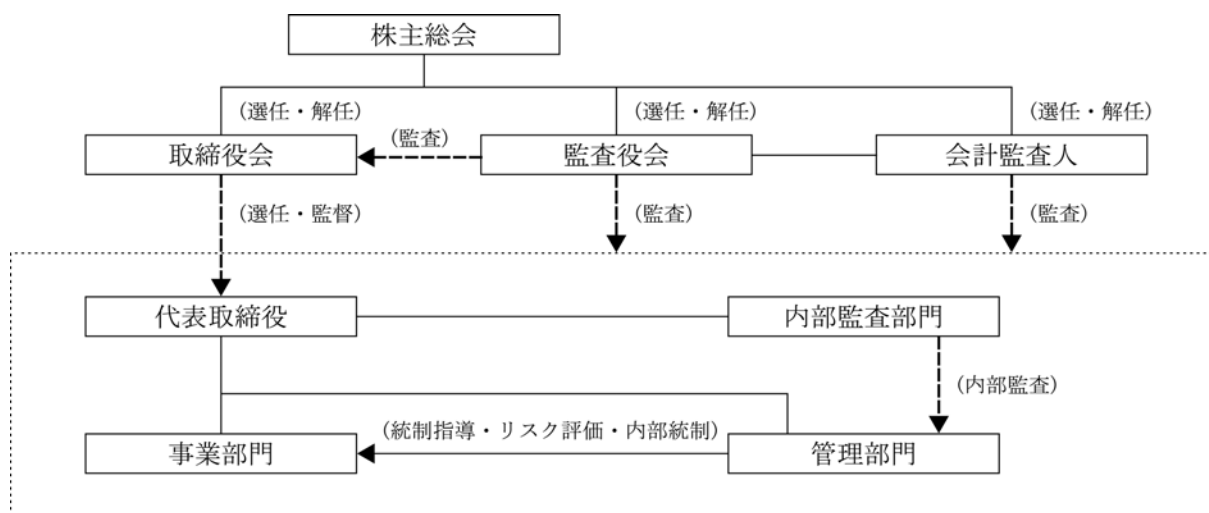 株主総会
(選任・解任)
(選任・解任)
(選任・解任)
取締役会
(監査)
監査役会
会計監査人
(選任・監督)
(監査)
(監査)
代表取締役
内部監査部門
(内部監査)
(統制指導・リスク評価・内部統制)
事業部門
管理部門